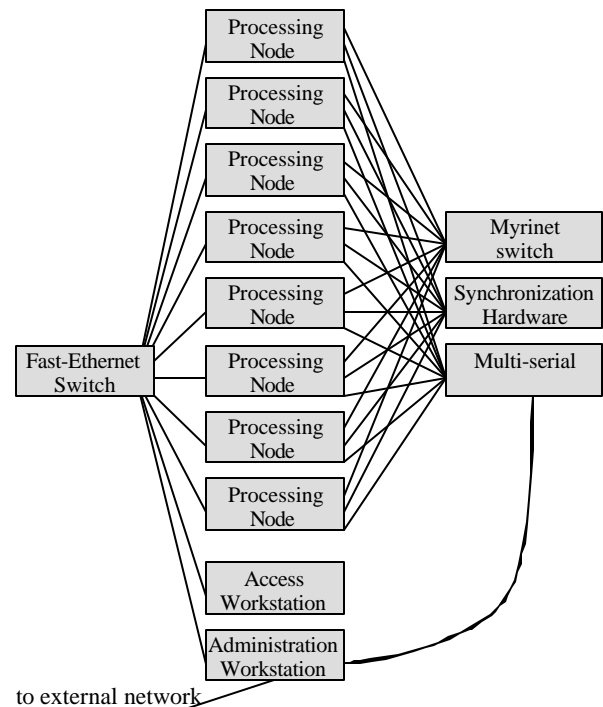 Processing
Node
Processing
Node
Processing
Node
Processing
Node
Processing
Node
Processing
Node
Processing
Node
Processing
Node
Myrinet
switch
Synchronization
Hardware
Multi-serial
Fast-Ethernet
Switch
Access
Workstation
Administration
Workstation
to external network